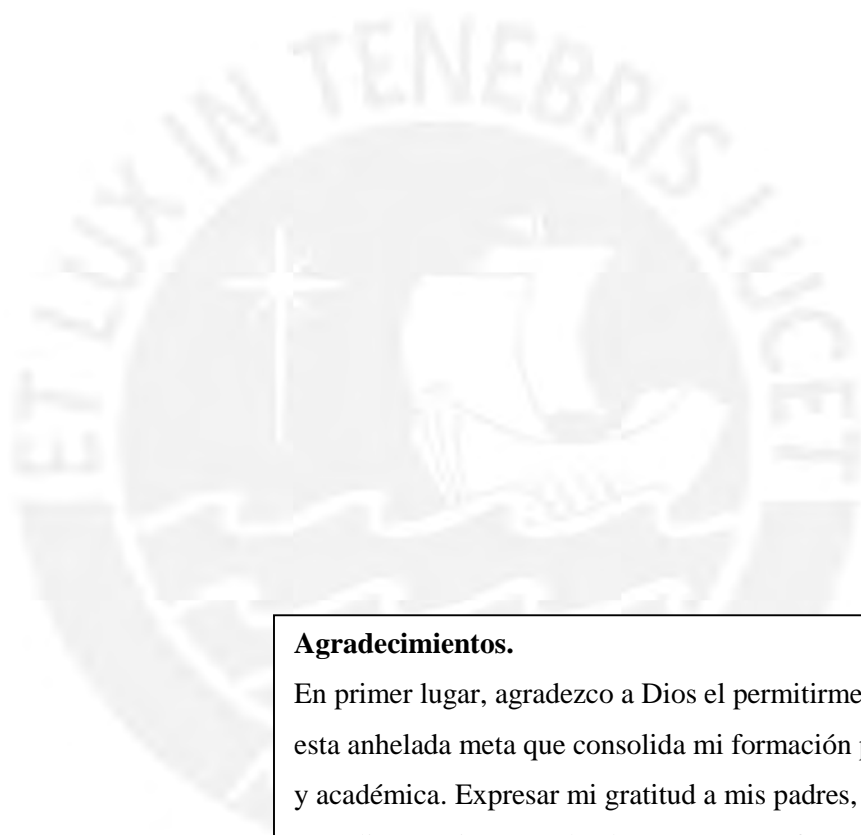 ET LUX IN TENEBRIS LUCET
Agradecimientos.
En primer lugar, agradezco a Dios el permitirme
esta anhelada meta que consolida mi formación
y académica. Expresar mi gratitud a mis padres,